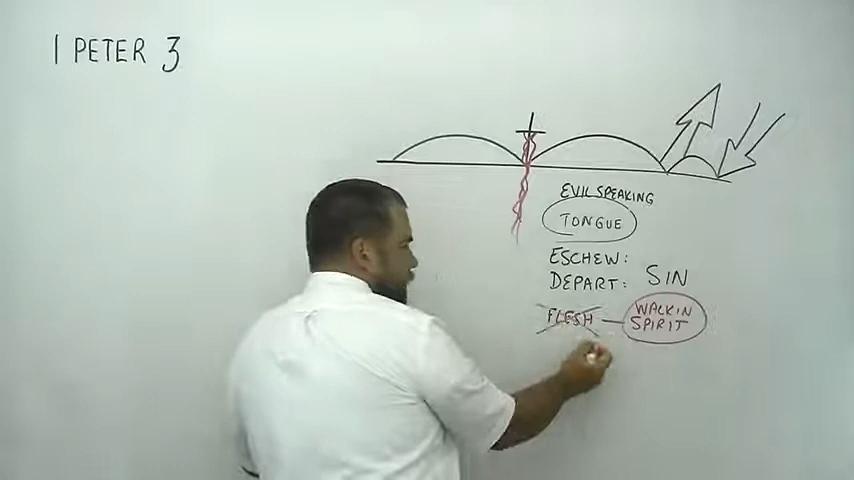 1 PETER 3
EVIL SPEAKING
TONGUE
ESCHEW:
DEPART: SIN
FLESH
WALK IN
SPIRIT